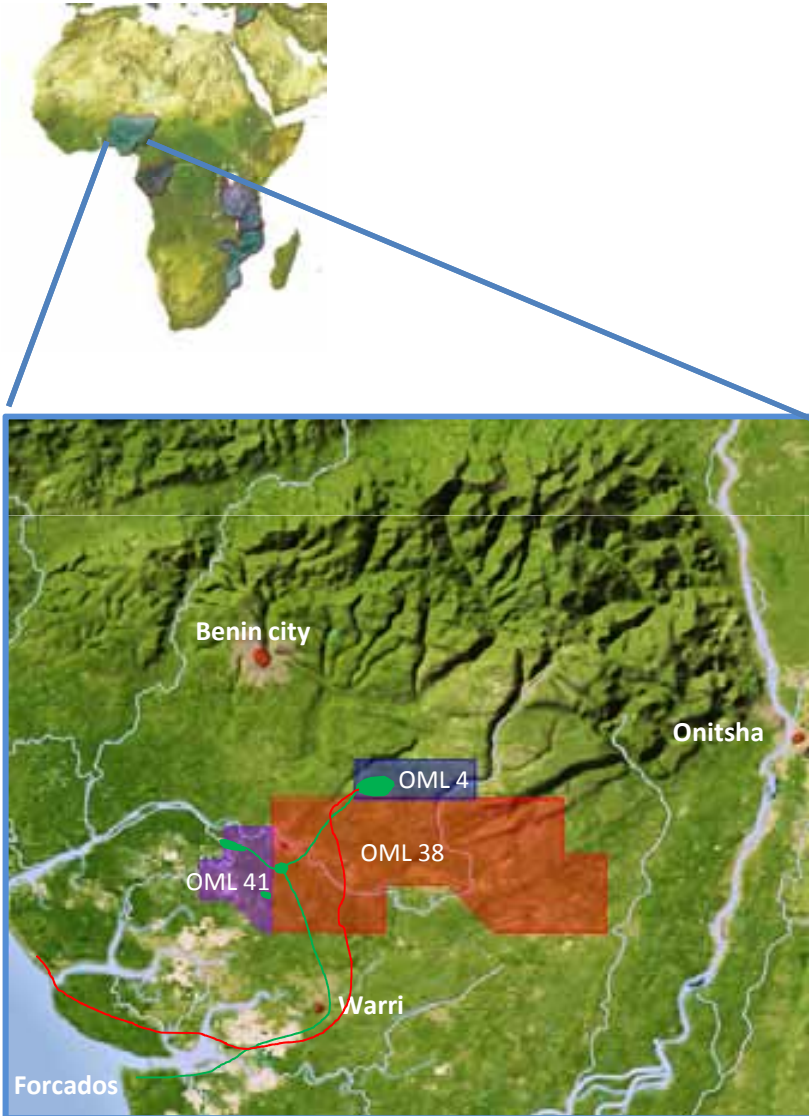 Benin city
Onitsha
OML 4
OML 38
OML 41
Warri
Forcados